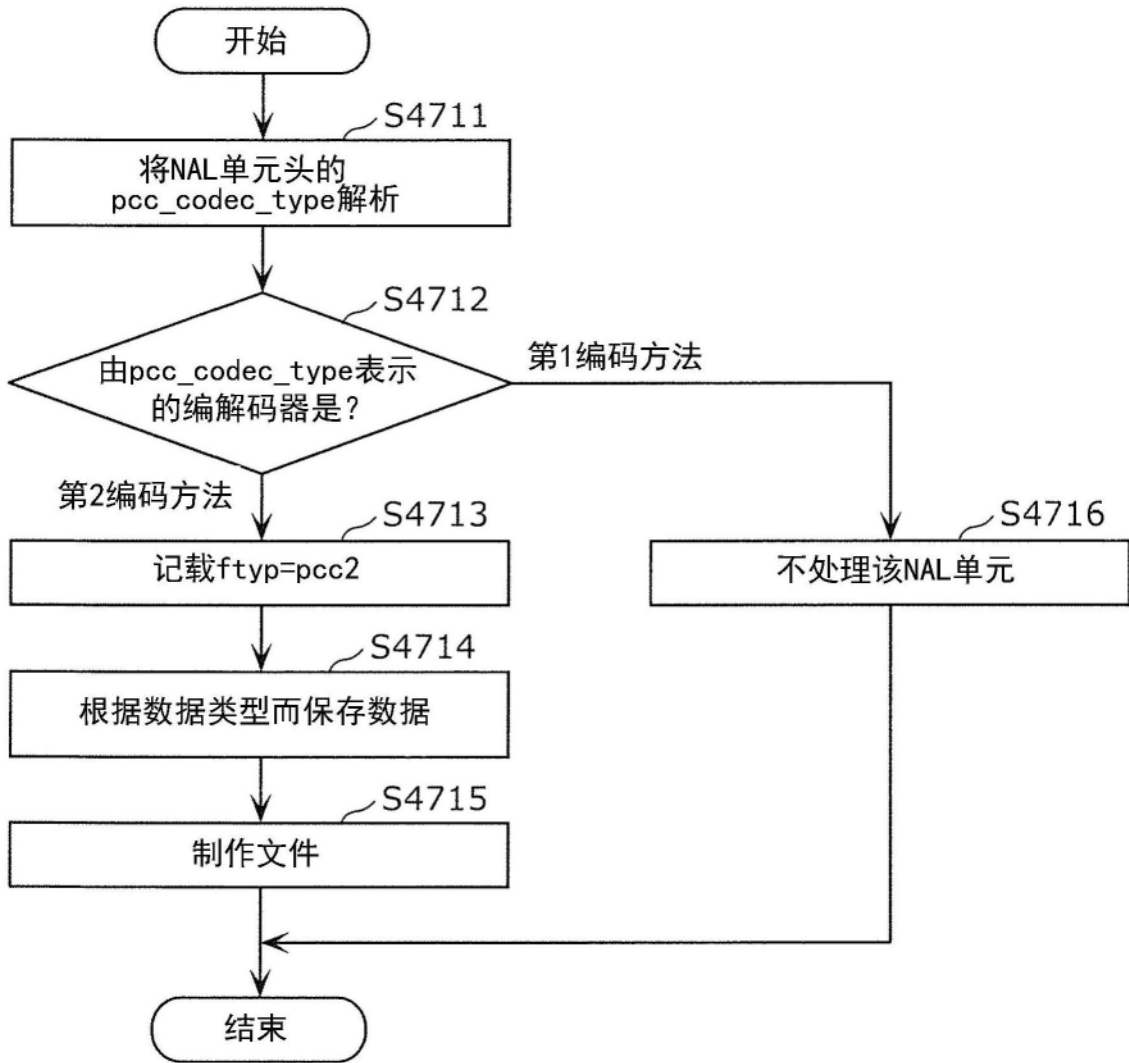 开始
S4711
将NAL单元头的
pcc_codec_type解析
S4712
由pcc_codec_type表示
的编解码器是？
第1编码方法
第2编码方法
S4713
记载ftyp=pcc2
S4716
不处理该NAL单元
S4714
根据数据类型而保存数据
S4715
制作文件
结束